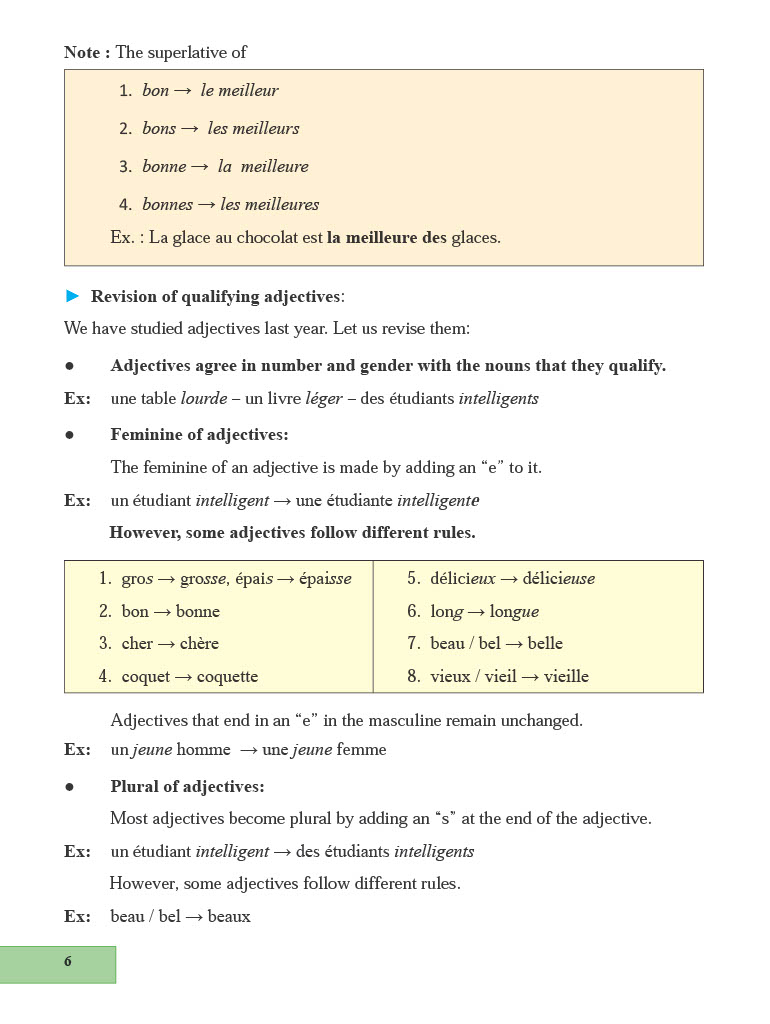 Note : The superlative of
1. bon → le meilleur
2. bons → les meilleurs
3. bonne → la meilleure
4. bonnes → les meilleures
Ex. : La glace au chocolat est la meilleure des glaces.
► Revision of qualifying adjectives:
We have studied adjectives last year. Let us revise them:
● Adjectives agree in number and gender with the nouns that they qualify.
Ex: une table lourde – un livre léger – des étudiants intelligents
● Feminine of adjectives:
The feminine of an adjective is made by adding an “e” to it.
Ex: un étudiant intelligent → une étudiante intelligente
However, some adjectives follow different rules.
1. gros → grosse, épais → épaisse
2. bon → bonne
3. cher → chère
4. coquet → coquette
5. délicieux → délicieuse
6. long → longue
7. beau / bel → belle
8. vieux / vieil → vieille
Adjectives that end in an “e” in the masculine remain unchanged.
Ex: un jeune homme → une jeune femme
● Plural of adjectives:
Most adjectives become plural by adding an “s” at the end of the adjective.
Ex: un étudiant intelligent → des étudiants intelligents
However, some adjectives follow different rules.
Ex: beau / bel → beaux
6